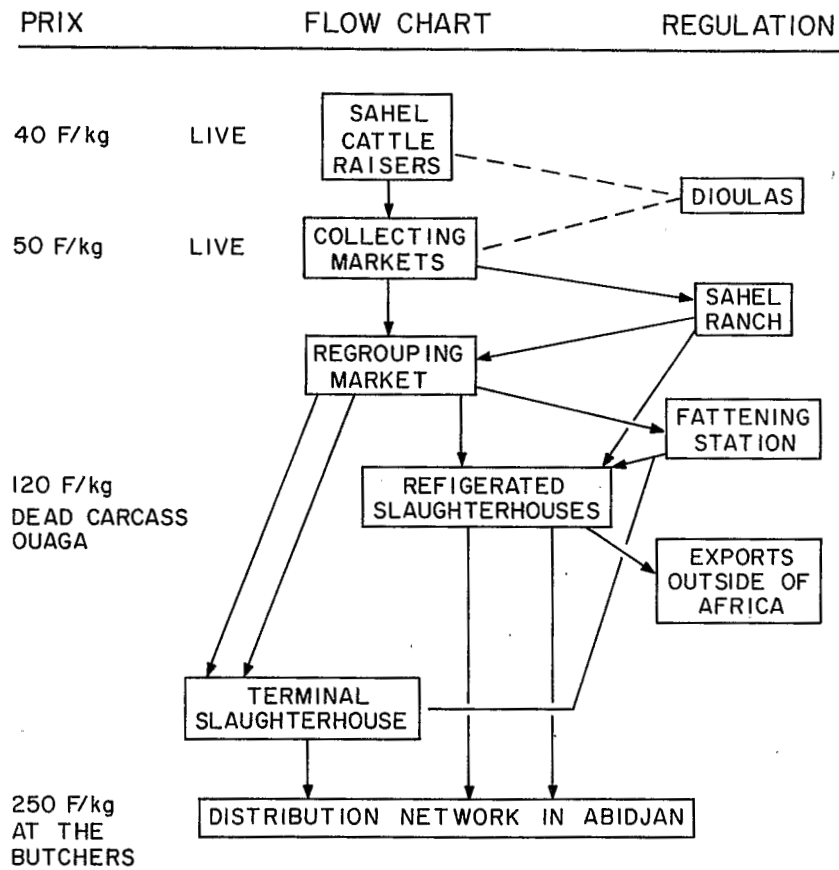 PRIX FLOW CHART REGULATION
40 F/kg LIVE
SAHEL
CATTLE
RAISERS
DIOULAS
50 F/kg LIVE
COLLECTING
MARKETS
SAHEL
RANCH
REGROUPING
MARKET
FATTENING
STATION
120 F/kg
DEAD CARCASS
OUAGA
REFIGERATED
SLAUGHTERHOUSES
EXPORTS
OUTSIDE OF
AFRICA
TERMINAL
SLAUGHTERHOUSE
250 F/kg
AT THE
BUTCHERS
DISTRIBUTION NETWORK IN ABIDJAN